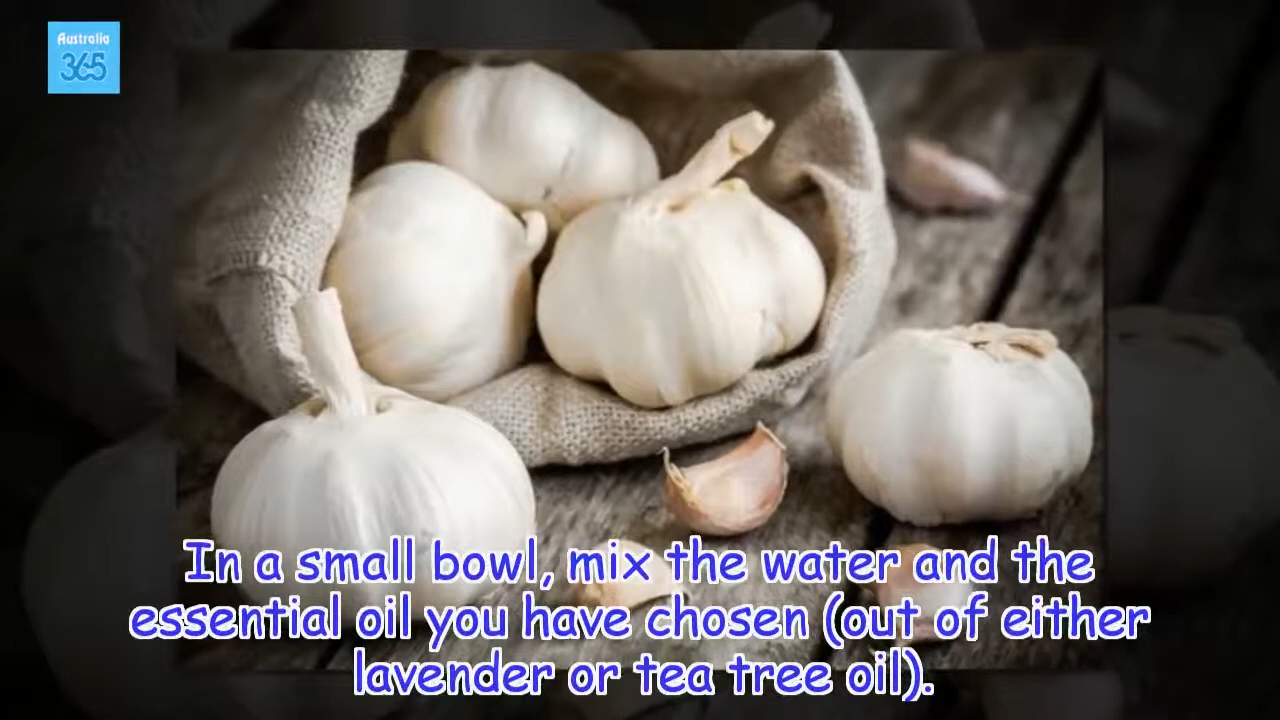 Australia
365
In a small bowl, mix the water and the
essential oil you have chosen (out of either
lavender or tea tree oil).